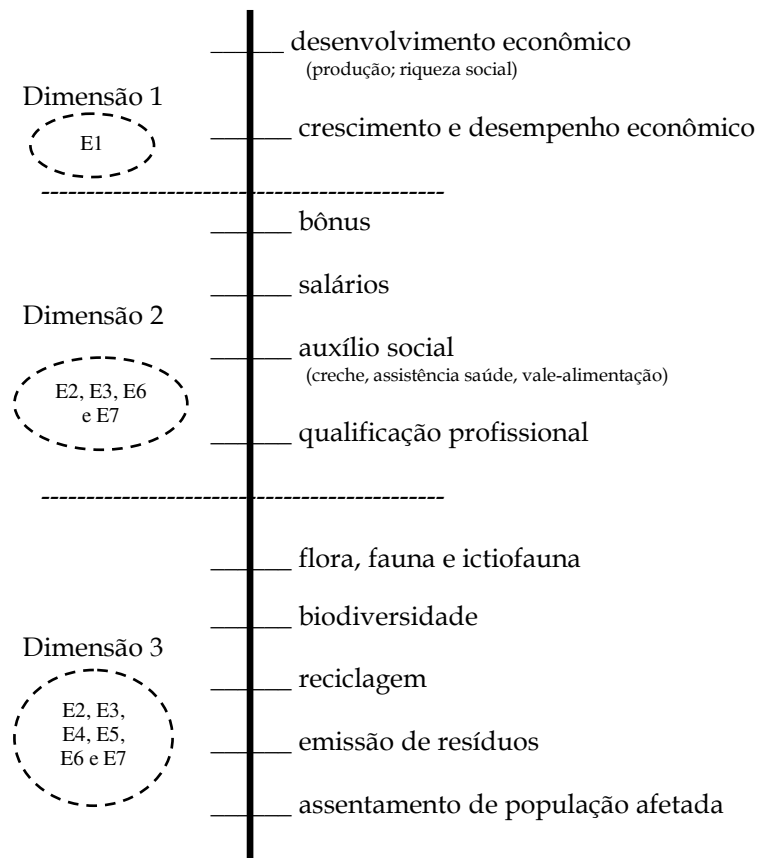 desenvolvimento econômico
(produção; riqueza social)
Dimensão 1
E1
crescimento e desempenho econômico
bônus
salários
Dimensão 2
auxílio social
(creche, assistência saúde, vale-alimentação)
E2, E3, E6
e E7
qualificação profissional
flora, fauna e ictiofauna
biodiversidade
Dimensão 3
reciclagem
E2, E3,
E4, E5,
E6 e E7
emissão de resíduos
assentamento de população afetada